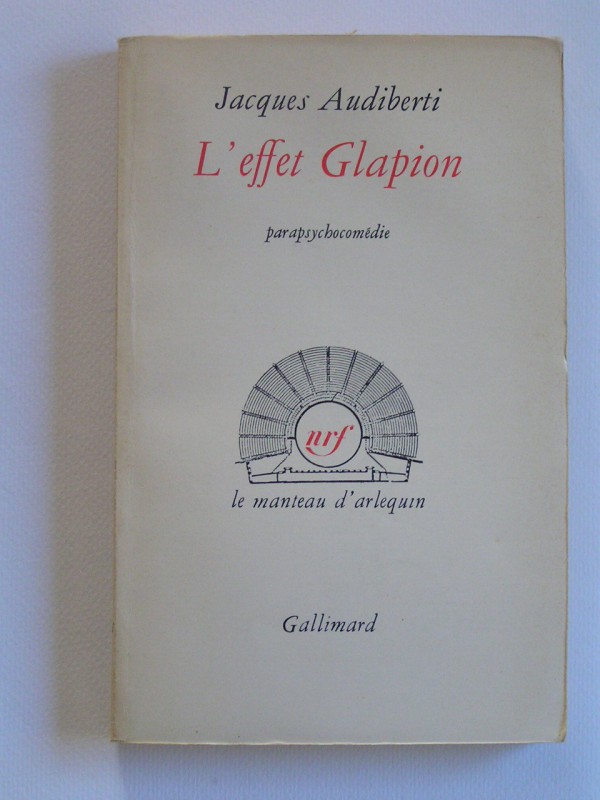 Jacques Audiberti
L'effet Glapion
parapsychocomédie
nrf
le manteau d'arlequin
Gallimard